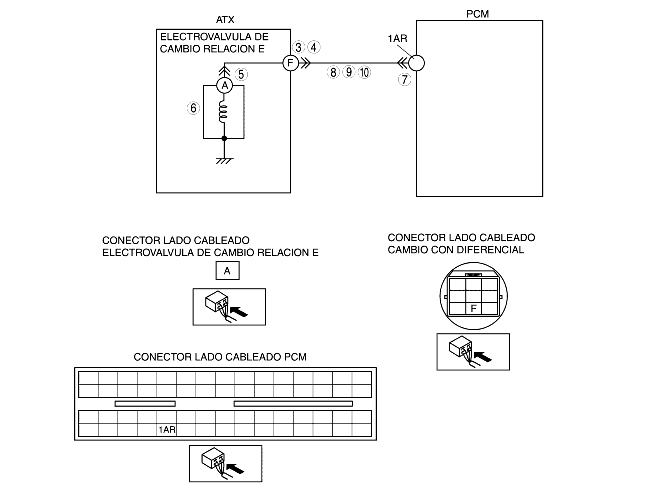 ATX
PCM
ELECTROVALVULA DE
CAMBIO RELACION E
1AR
3 4
F
5
A
8 9 10
7
6
CONECTOR LADO CABLEADO
ELECTROVALVULA DE CAMBIO RELACION E
A
CONECTOR LADO CABLEADO
CAMBIO CON DIFERENCIAL
F
CONECTOR LADO CABLEADO PCM
1AR